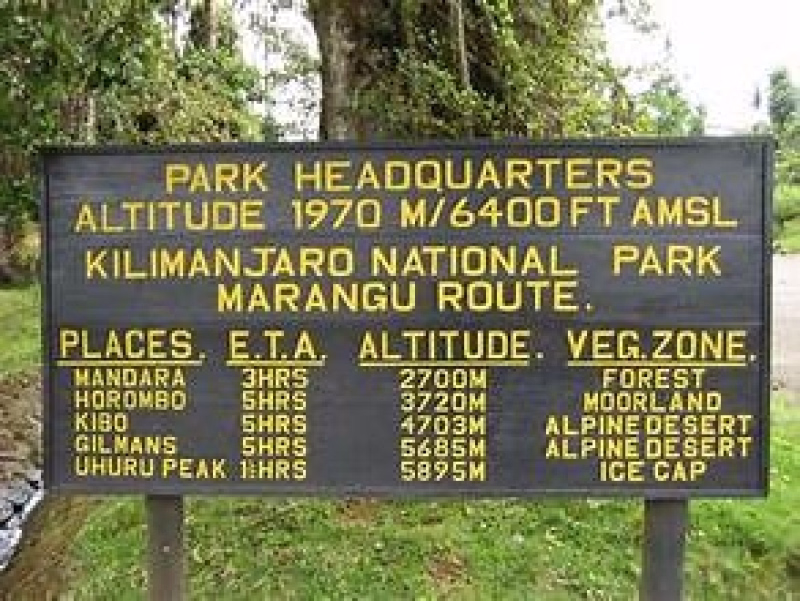 PARK HEADQUARTERS
ALTITUDE 1970 M/6400 FT AMSL
KILIMANJARO NATIONAL PARK
MARANGU ROUTE.
PLACES. E.T.A. ALTITUDE. VEG.ZONE.
MANDARA 3HRS 2700M FOREST
HOROMBO 5HRS 3720M MOORLAND
KIBO 5HRS 4703M ALPINE DESERT
GILMANS 5HRS 5685M ALPINE DESERT
UHURU PEAK 1½HRS 5895M ICE CAP